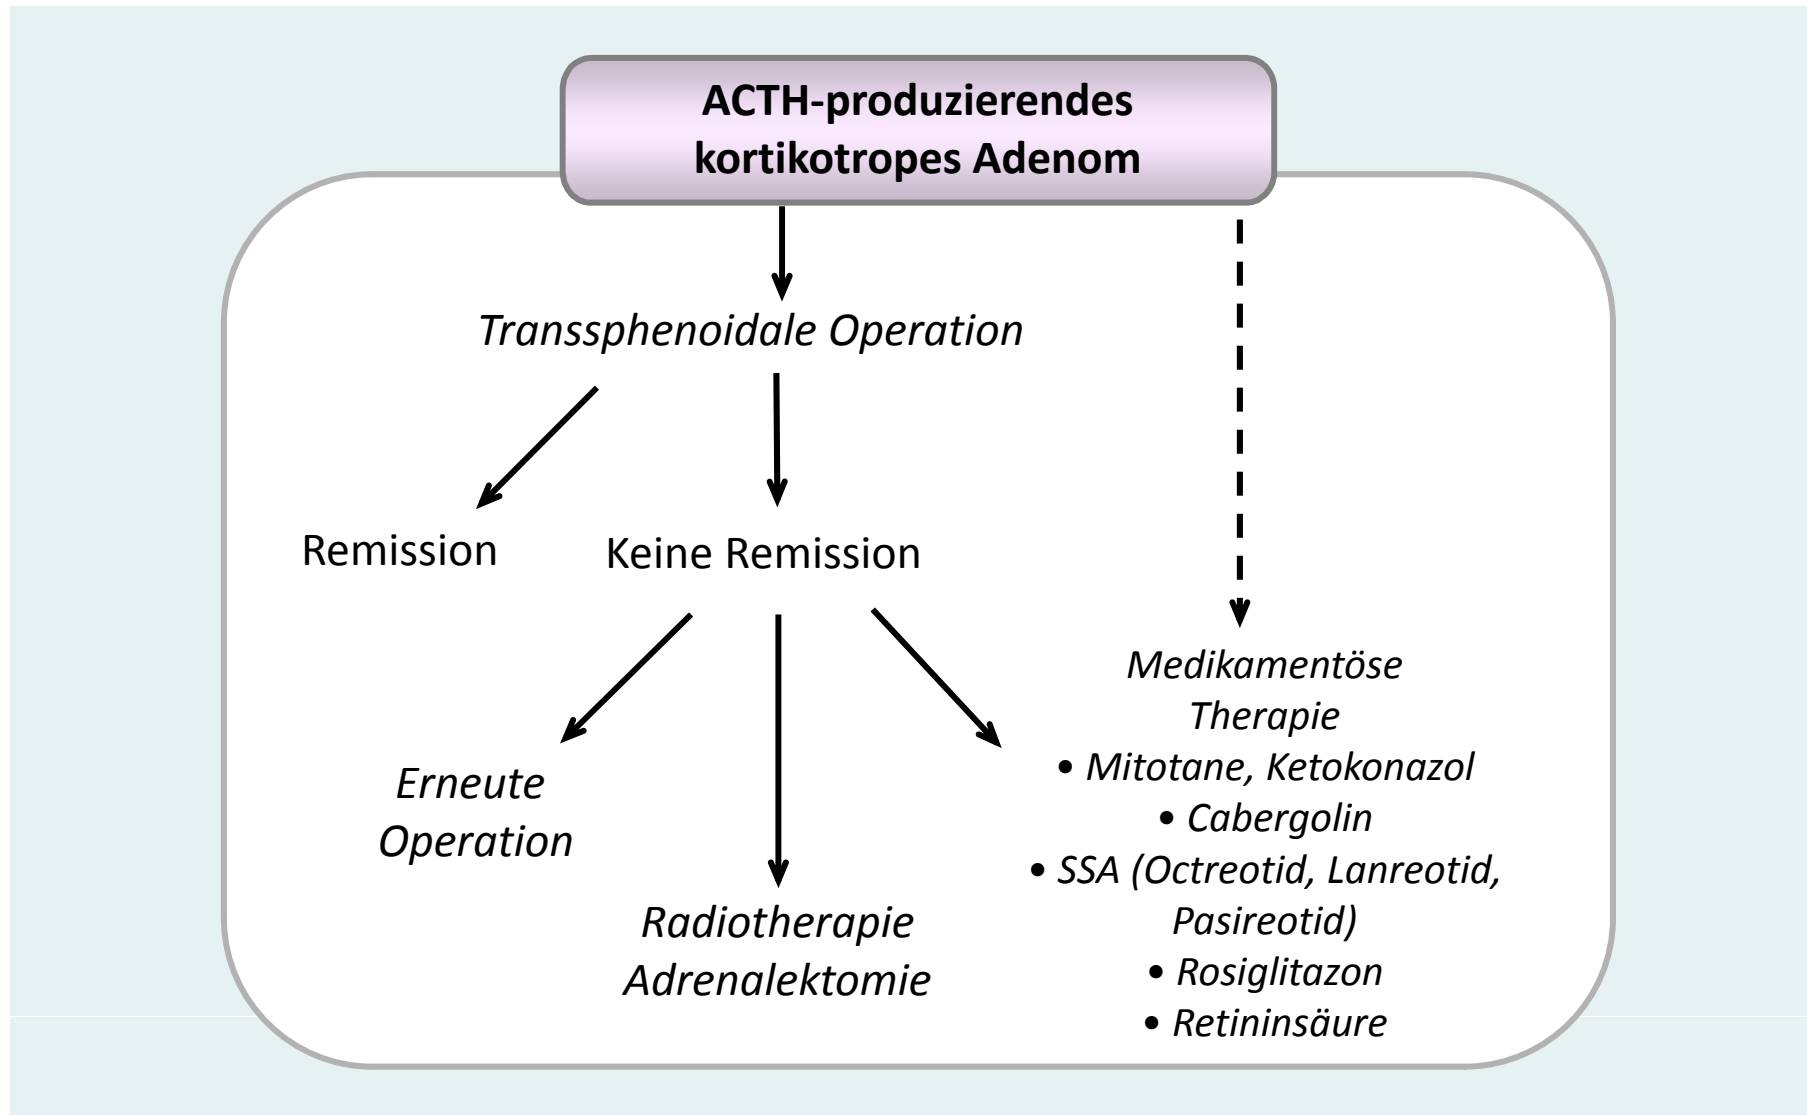 ACTH-produzierendes
kortikotropes Adenom
Transsphenoidale Operation
Remission
Keine Remission
Erneute
Operation
Radiotherapie
Adrenalektomie
Medikamentöse
Therapie
• Mitotane, Ketokonazol
• Cabergolin
• SSA (Octreotid, Lanreotid,
Pasireotid)
• Rosiglitazon
• Retininsäure